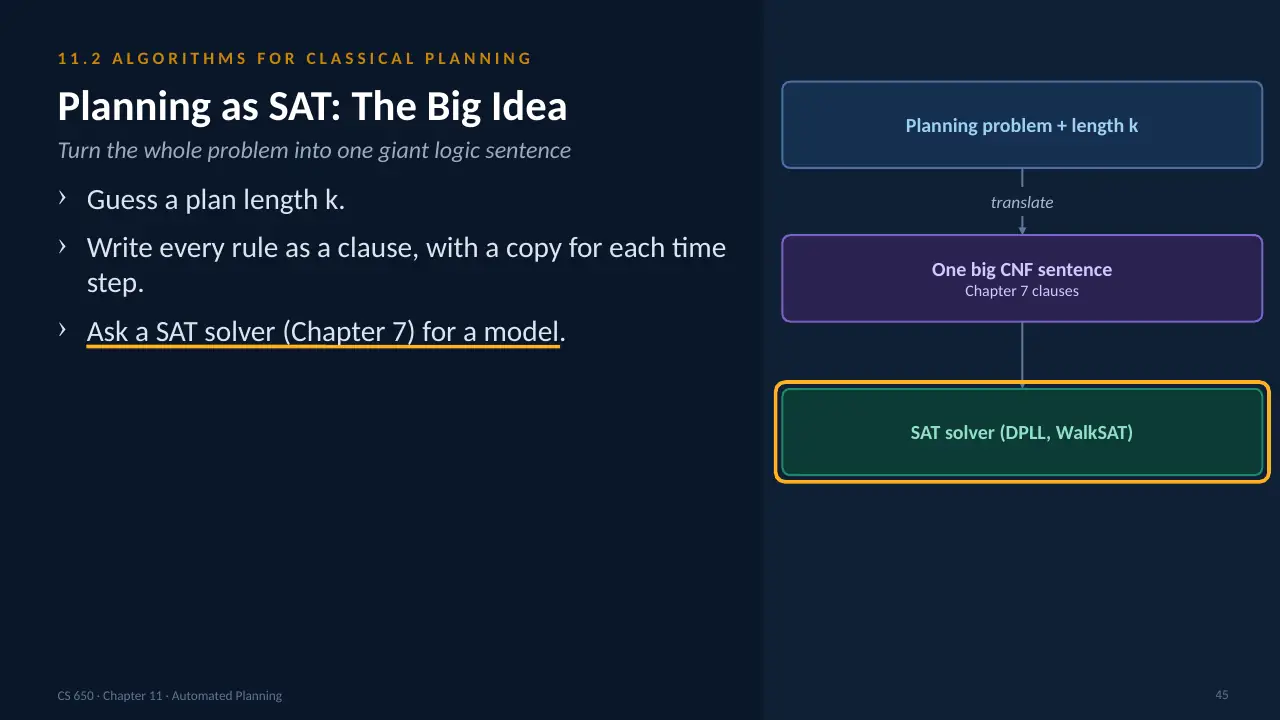 11.2 ALGORITHMS FOR CLASSICAL PLANNING
Planning as SAT: The Big Idea
Turn the whole problem into one giant logic sentence
› Guess a plan length k.
› Write every rule as a clause, with a copy for each time
step.
› Ask a SAT solver (Chapter 7) for a model.
Planning problem + length k
translate
One big CNF sentence
Chapter 7 clauses
SAT solver (DPLL, WalkSAT)
CS 650 · Chapter 11 · Automated Planning
45